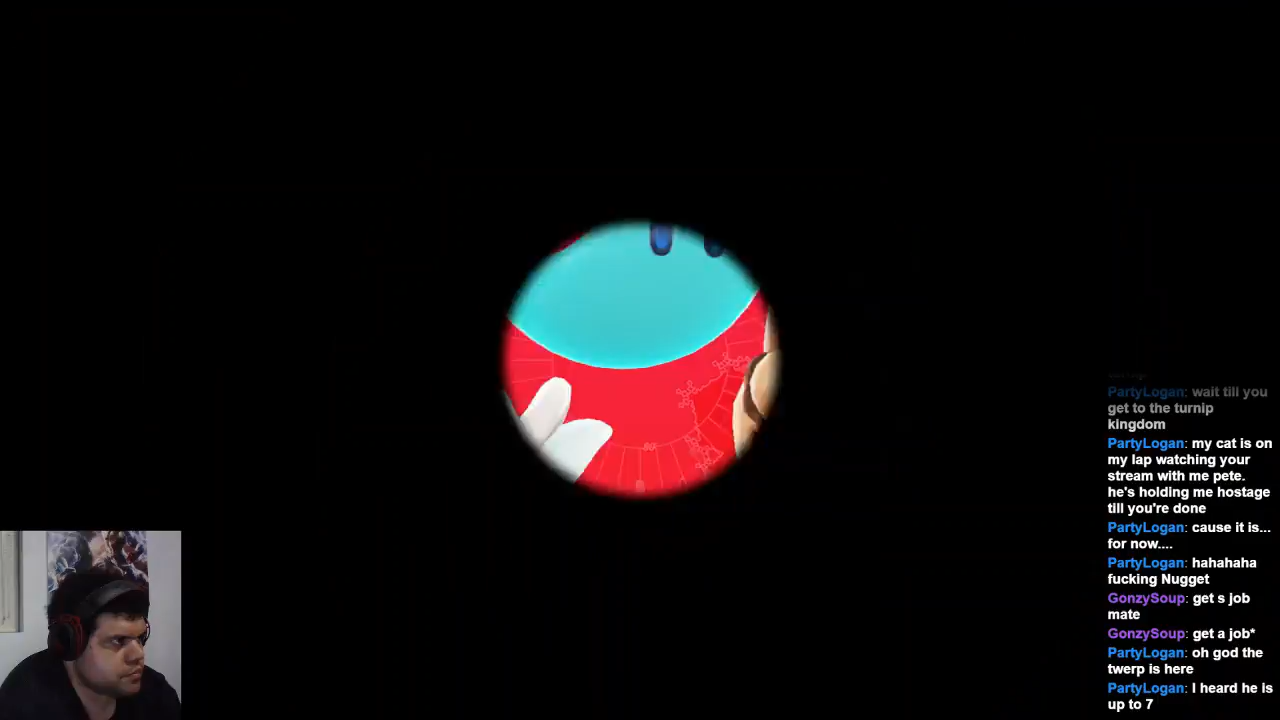 PartyLogan: wait till you
get to the turnip
kingdom
PartyLogan: my cat is on
my lap watching your
stream with me pete.
he's holding me hostage
till you're done
PartyLogan: cause it is...
for now....
PartyLogan: hahahaha
fucking Nugget
GonzySoup: get s job
mate
GonzySoup: get a job*
PartyLogan: oh god the
twerp is here
PartyLogan: I heard he is
up to 7